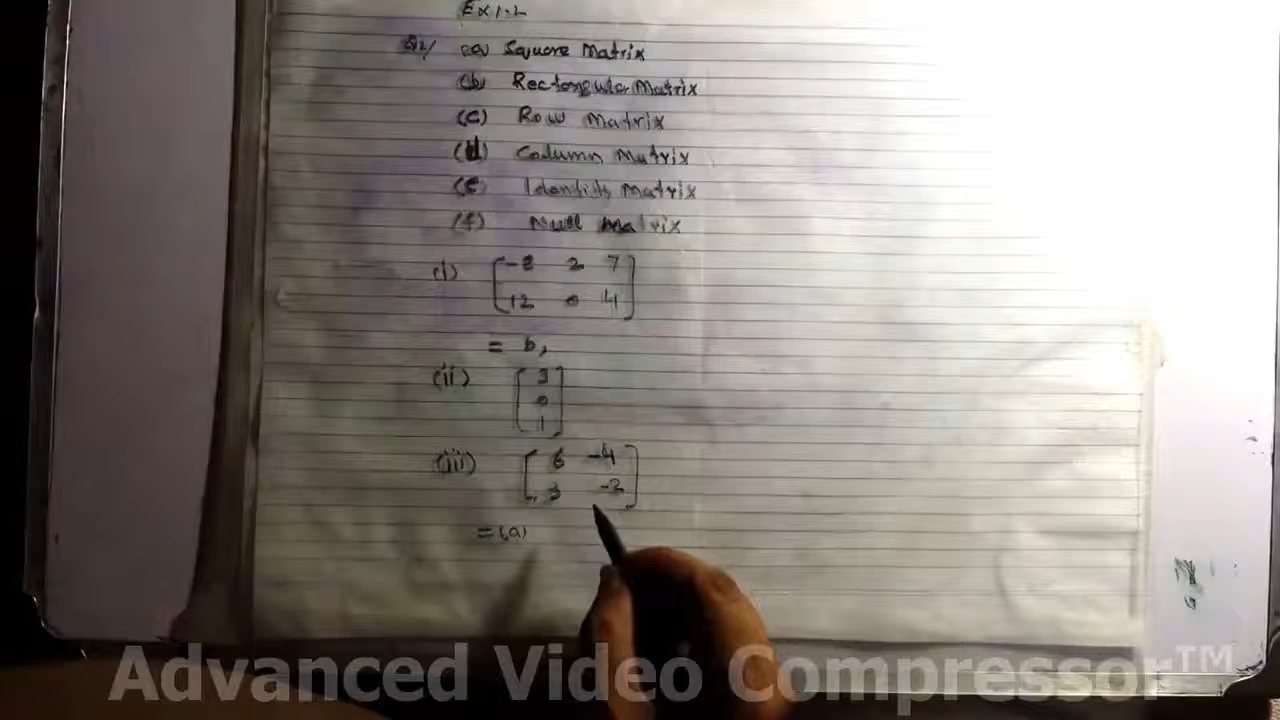 Ex 1.2
Q2/ (a) Square Matrix
(b) Rectangular Matrix
(c) Row Matrix
(d) Column Matrix
(e) Identity Matrix
(f) Null Matrix
(i) [-2 2 7
12 0 4]
= b,
(ii) [3
0
1]
(iii) [6 -4
3 -2]
= (a)
Advanced Video Compressor™